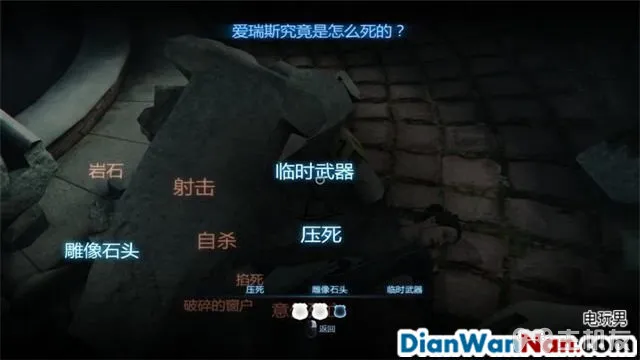 爱瑞斯究竟是怎么死的？
岩石
射击
临时武器
雕像石头
自杀
压死
掐死
压死 雕像石头 临时武器
破碎的窗户
返回
电玩男
DianWanNan.com